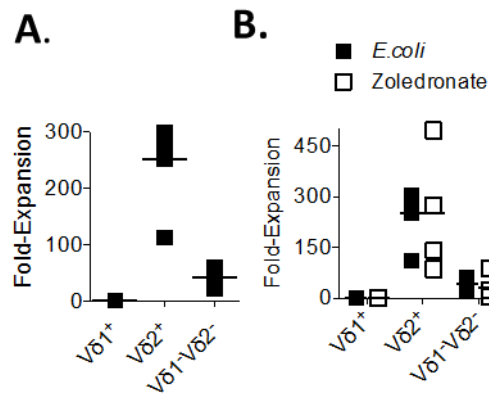 A.
B.
E.coli
Zoledronate
Fold-Expansion
300
200
100
0
Vδ1⁺
Vδ2⁺
Vδ1⁻Vδ2⁻
Fold-Expansion
450
300
150
0
Vδ1⁺
Vδ2⁺
Vδ1⁻Vδ2⁻